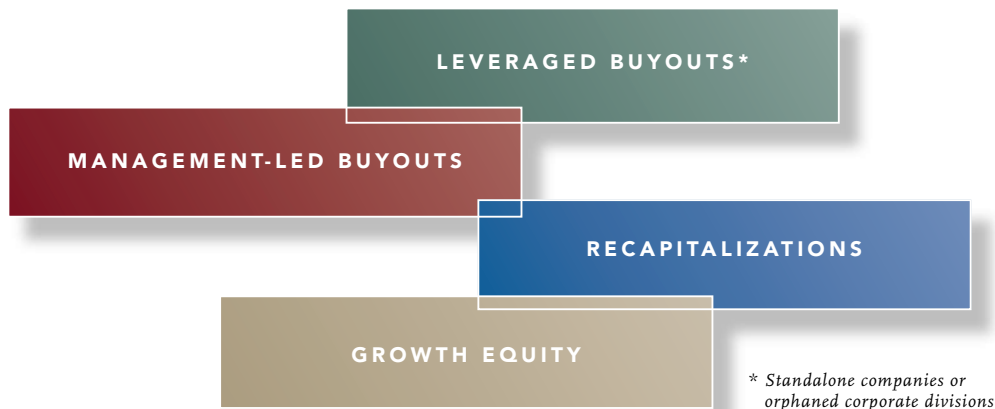 LEVERAGED BUYOUTS*
MANAGEMENT-LED BUYOUTS
RECAPITALIZATIONS
GROWTH EQUITY
* Standalone companies or
orphaned corporate divisions